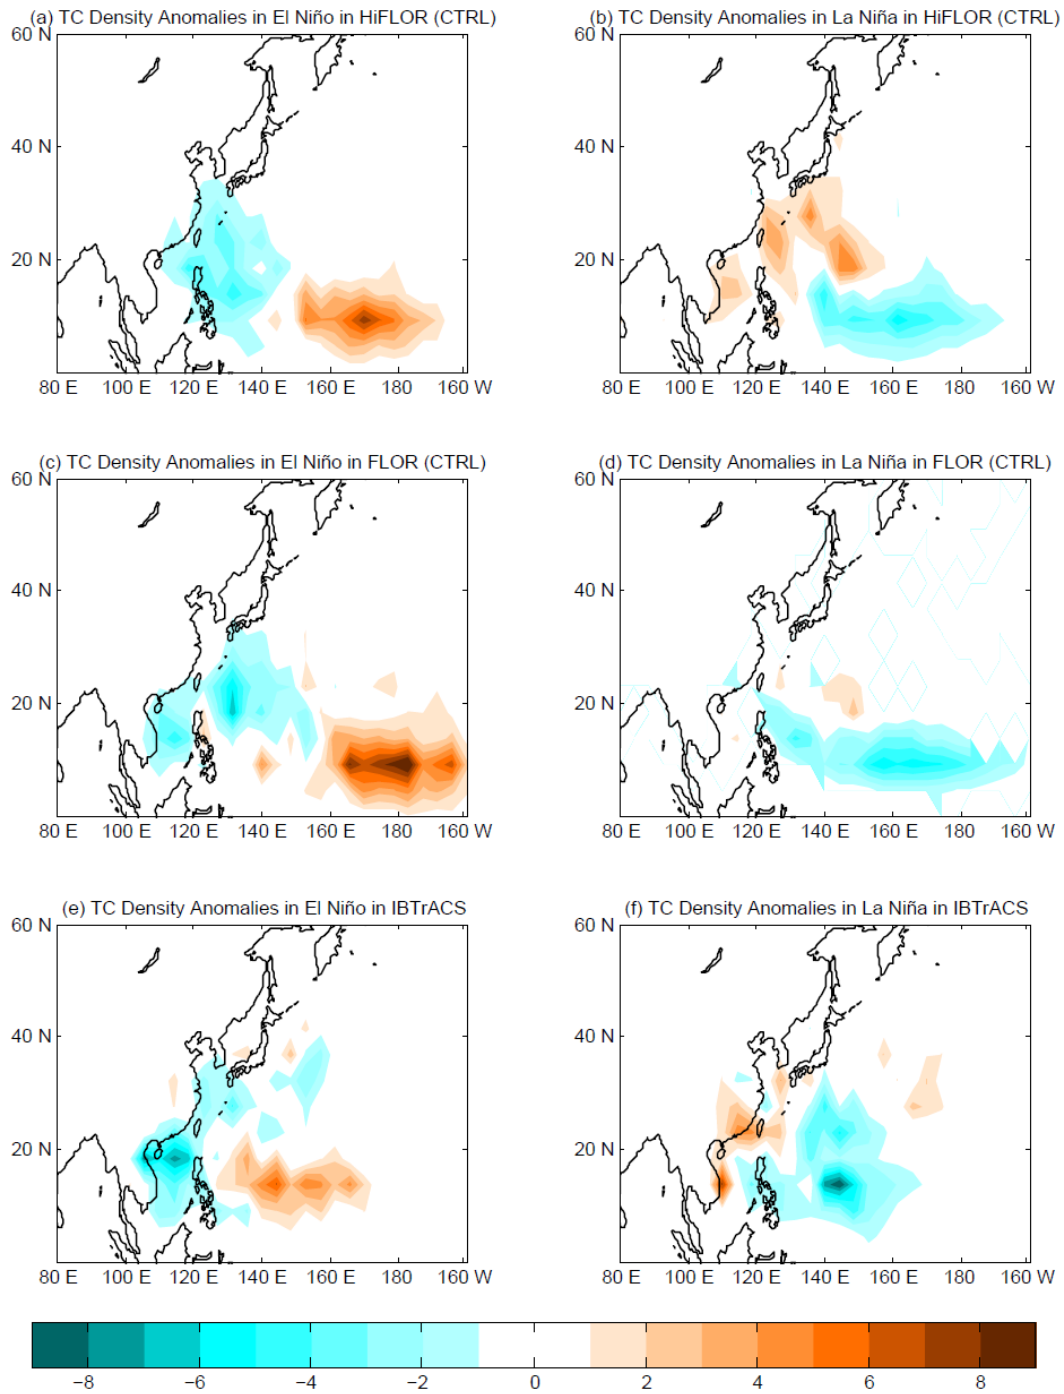 (a) TC Density Anomalies in El Niño in HiFLOR (CTRL)
60 N
40 N
20 N
80 E 100 E 120 E 140 E 160 E 180 160 W
(b) TC Density Anomalies in La Niña in HiFLOR (CTRL)
60 N
40 N
20 N
80 E 100 E 120 E 140 E 160 E 180 160 W
(c) TC Density Anomalies in El Niño in FLOR (CTRL)
60 N
40 N
20 N
80 E 100 E 120 E 140 E 160 E 180 160 W
(d) TC Density Anomalies in La Niña in FLOR (CTRL)
60 N
40 N
20 N
80 E 100 E 120 E 140 E 160 E 180 160 W
(e) TC Density Anomalies in El Niño in IBTrACS
60 N
40 N
20 N
80 E 100 E 120 E 140 E 160 E 180 160 W
(f) TC Density Anomalies in La Niña in IBTrACS
60 N
40 N
20 N
80 E 100 E 120 E 140 E 160 E 180 160 W
−8 −6 −4 −2 0 2 4 6 8